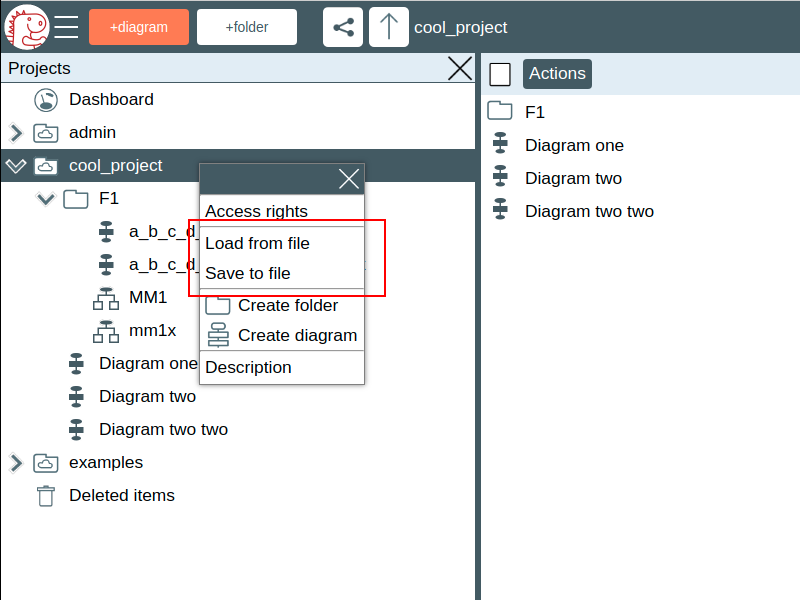 +diagram
+folder
cool_project
Projects
Dashboard
admin
cool_project
F1
a_b_c_d_
a_b_c_d_
MM1
mm1x
Diagram one
Diagram two
Diagram two two
examples
Deleted items
Access rights
Load from file
Save to file
Create folder
Create diagram
Description
Actions
F1
Diagram one
Diagram two
Diagram two two